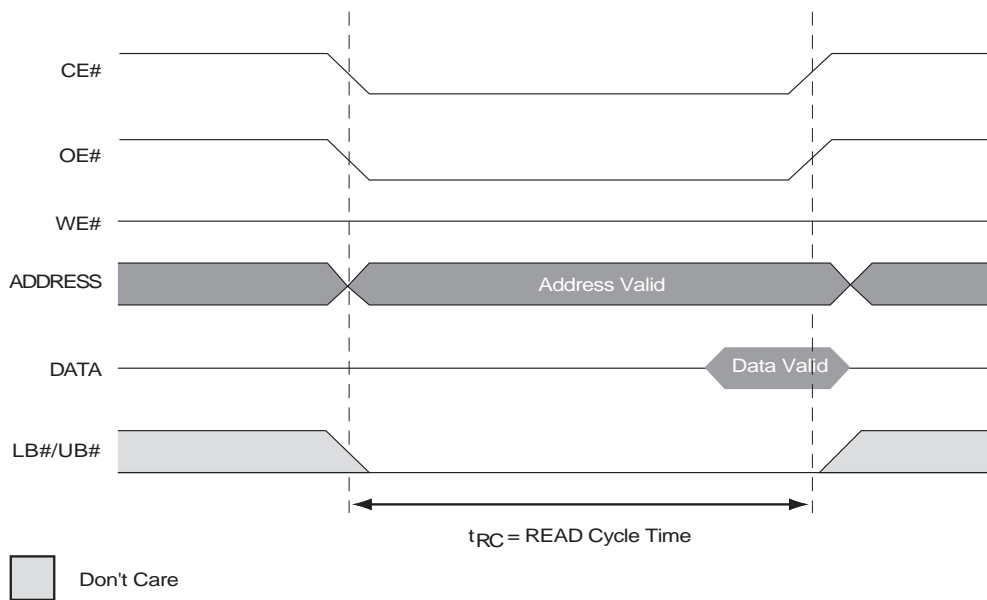 CE#
OE#
WE#
ADDRESS
Address Valid
DATA
Data Valid
LB#/UB#
tRC = READ Cycle Time
Don't Care